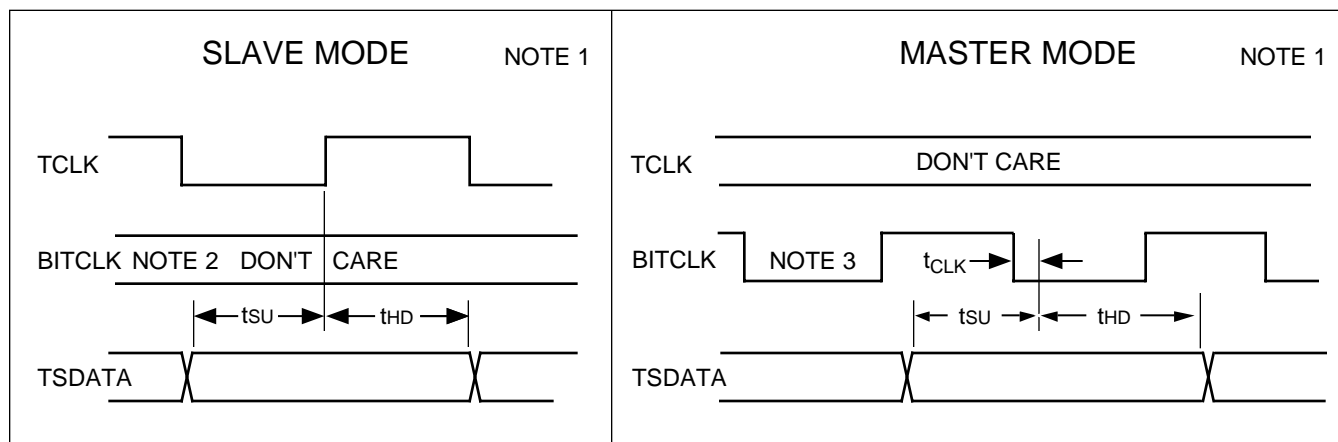 SLAVE MODE NOTE 1
TCLK
BITCLK NOTE 2 DON'T CARE
tSU tHD
TSDATA
MASTER MODE NOTE 1
TCLK DON'T CARE
BITCLK NOTE 3 tCLK
tSU tHD
TSDATA